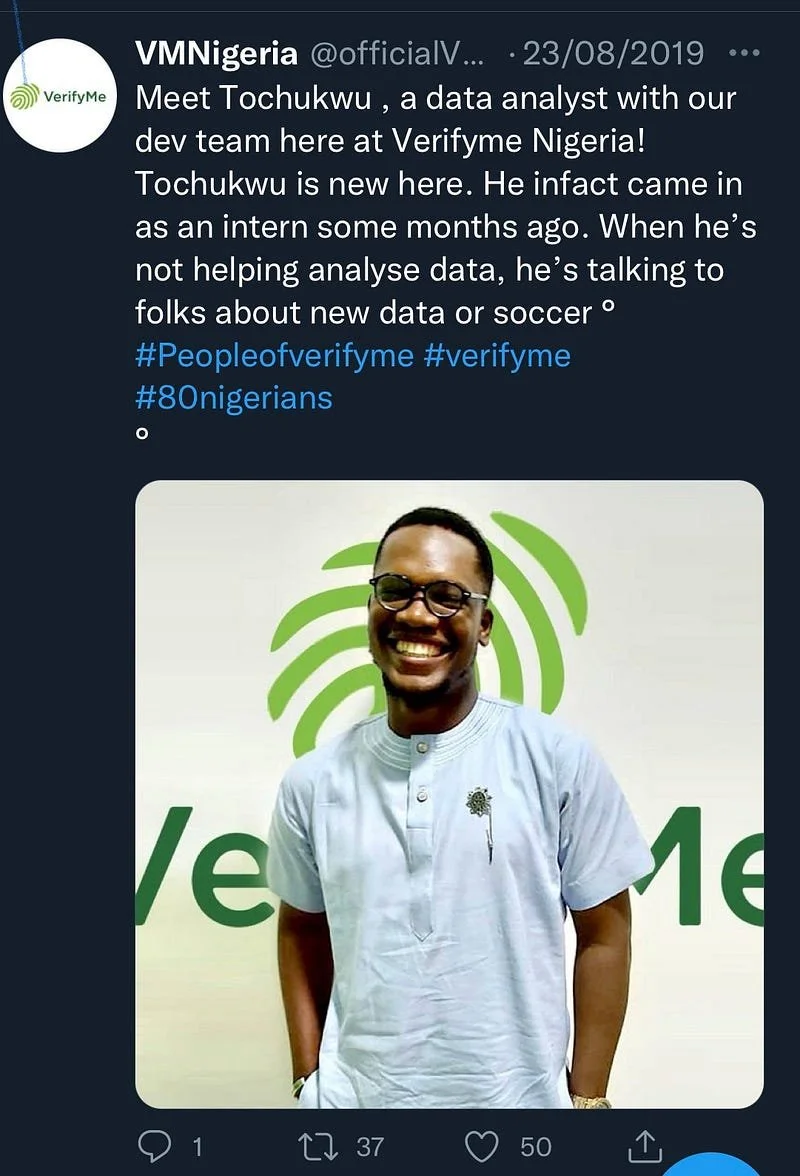 VMNigeria @officialV... · 23/08/2019 •••
VerifyMe
Meet Tochukwu , a data analyst with our
dev team here at Verifyme Nigeria!
Tochukwu is new here. He infact came in
as an intern some months ago. When he’s
not helping analyse data, he’s talking to
folks about new data or soccer °
#Peopleofverifyme #verifyme
#80nigerians
°
Ve Me
1 37 50